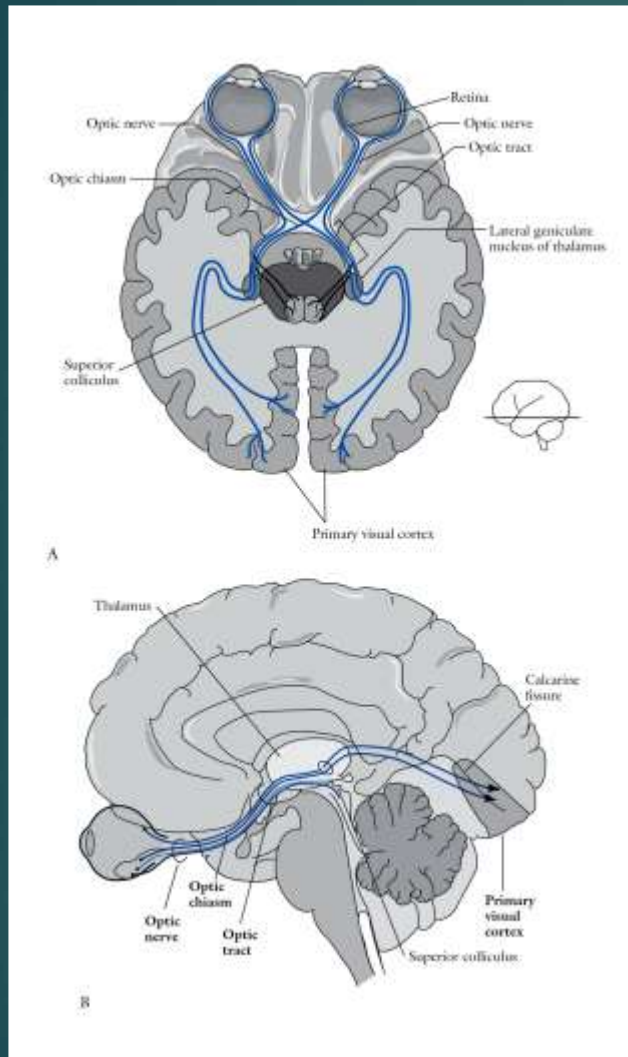 Retina
Optic nerve
Optic nerve
Optic tract
Optic chiasm
Lateral geniculate
nucleus of thalamus
Superior
colliculus
Primary visual cortex
A
Thalamus
Calcarine
fissure
Optic
chiasm
Optic
nerve
Optic
tract
Primary
visual
cortex
Superior colliculus
B